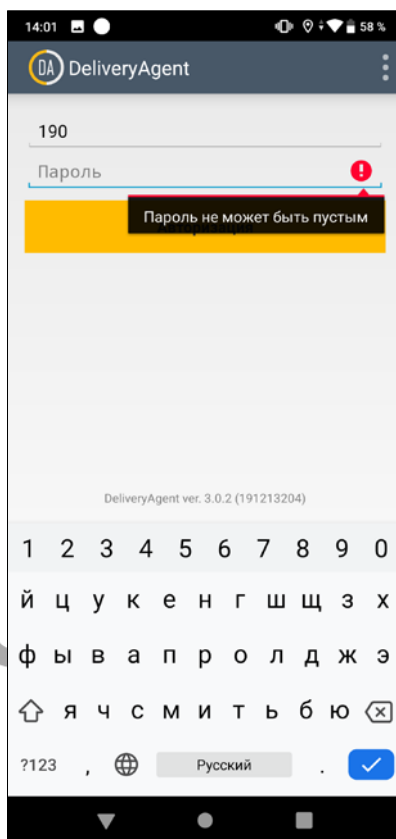 14:01
58 %
DA DeliveryAgent
190
Пароль
Пароль не может быть пустым
Авторизация
DeliveryAgent ver. 3.0.2 (191213204)
1 2 3 4 5 6 7 8 9 0
й ц у к е н г ш щ з х
ф ы в а п р о л д ж э
я ч с м и т ь б ю
?123 , Русский .